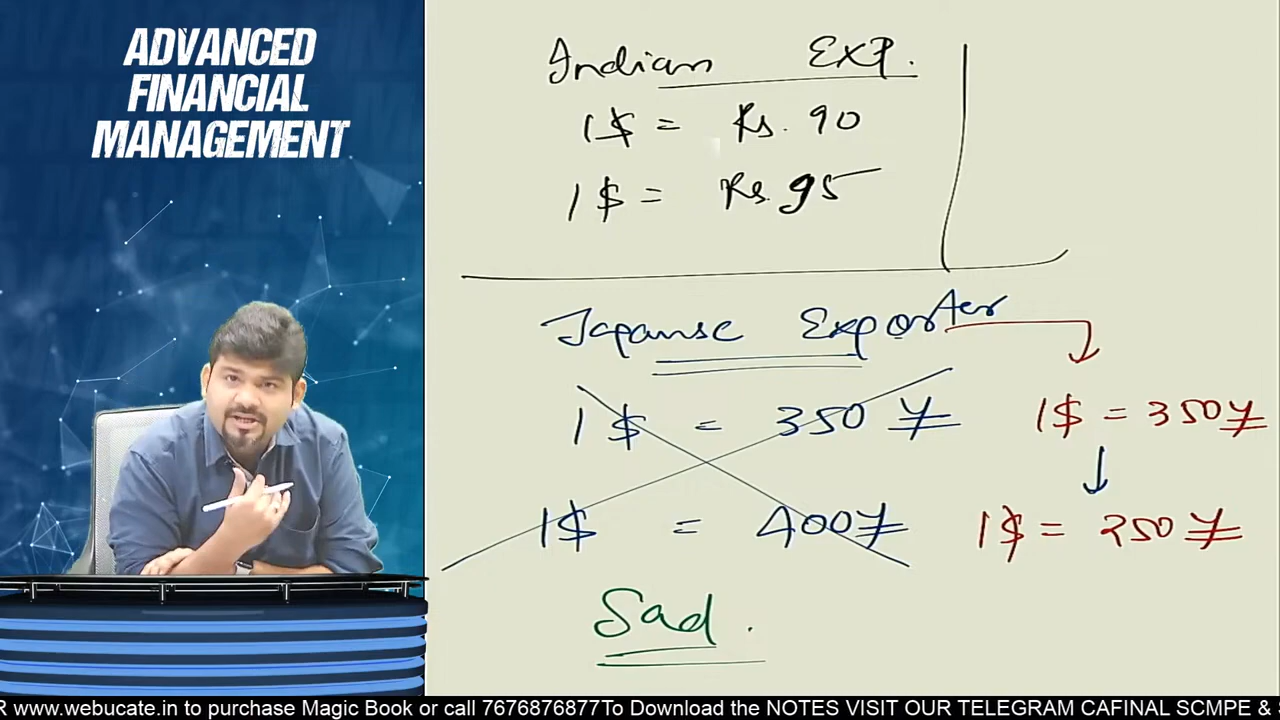 ADVANCED
FINANCIAL
MANAGEMENT
Indian Exp.
1$ = Rs. 90
1$ = Rs. 95
Japanse Exporter
1$ = 350 ¥
1$ = 400 ¥
1$ = 350 ¥
1$ = 250 ¥
Sad.
R www.webucate.in to purchase Magic Book or call 7676876877To Download the NOTES VISIT OUR TELEGRAM CAFINAL SCMPE &